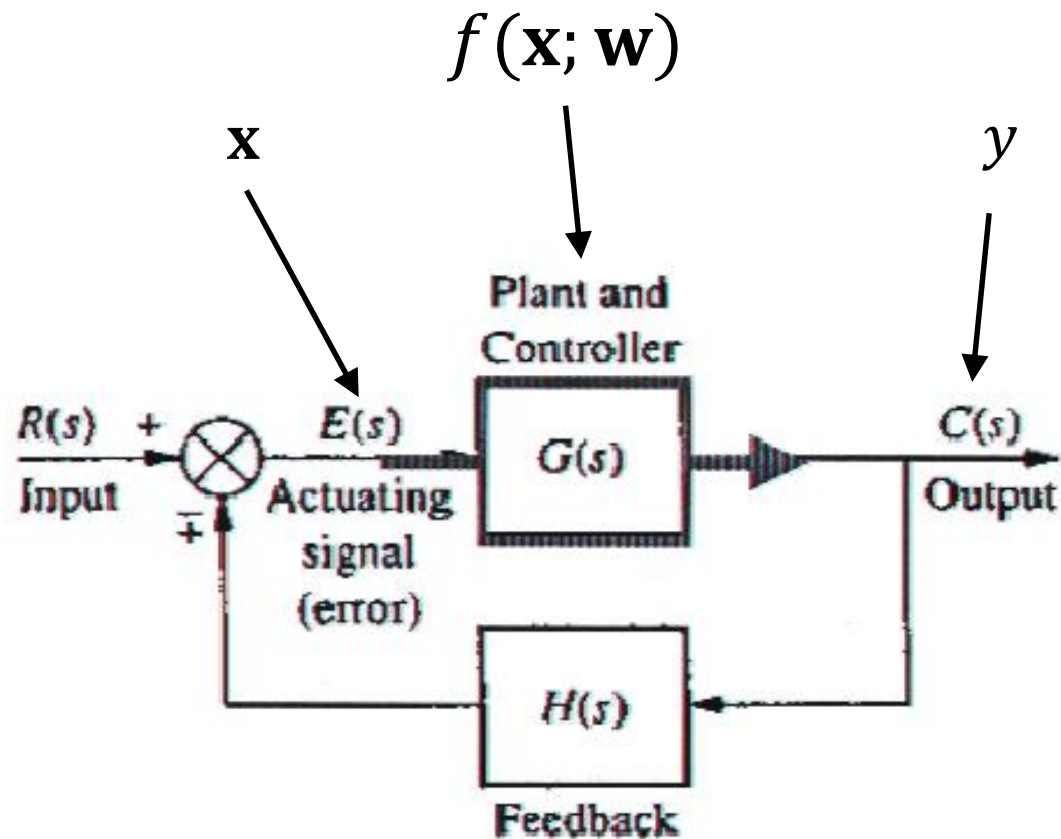 f(x; w)
x
y
Plant and
Controller
R(s) +
E(s)
G(s)
C(s)
Input
Actuating
signal
(error)
Output
∓
H(s)
Feedback